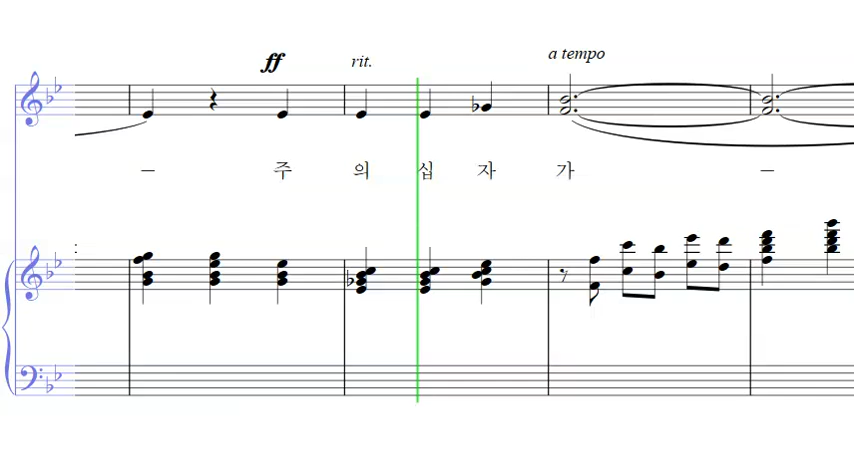 ff rit. a tempo
– 주 의 십 자 가 –